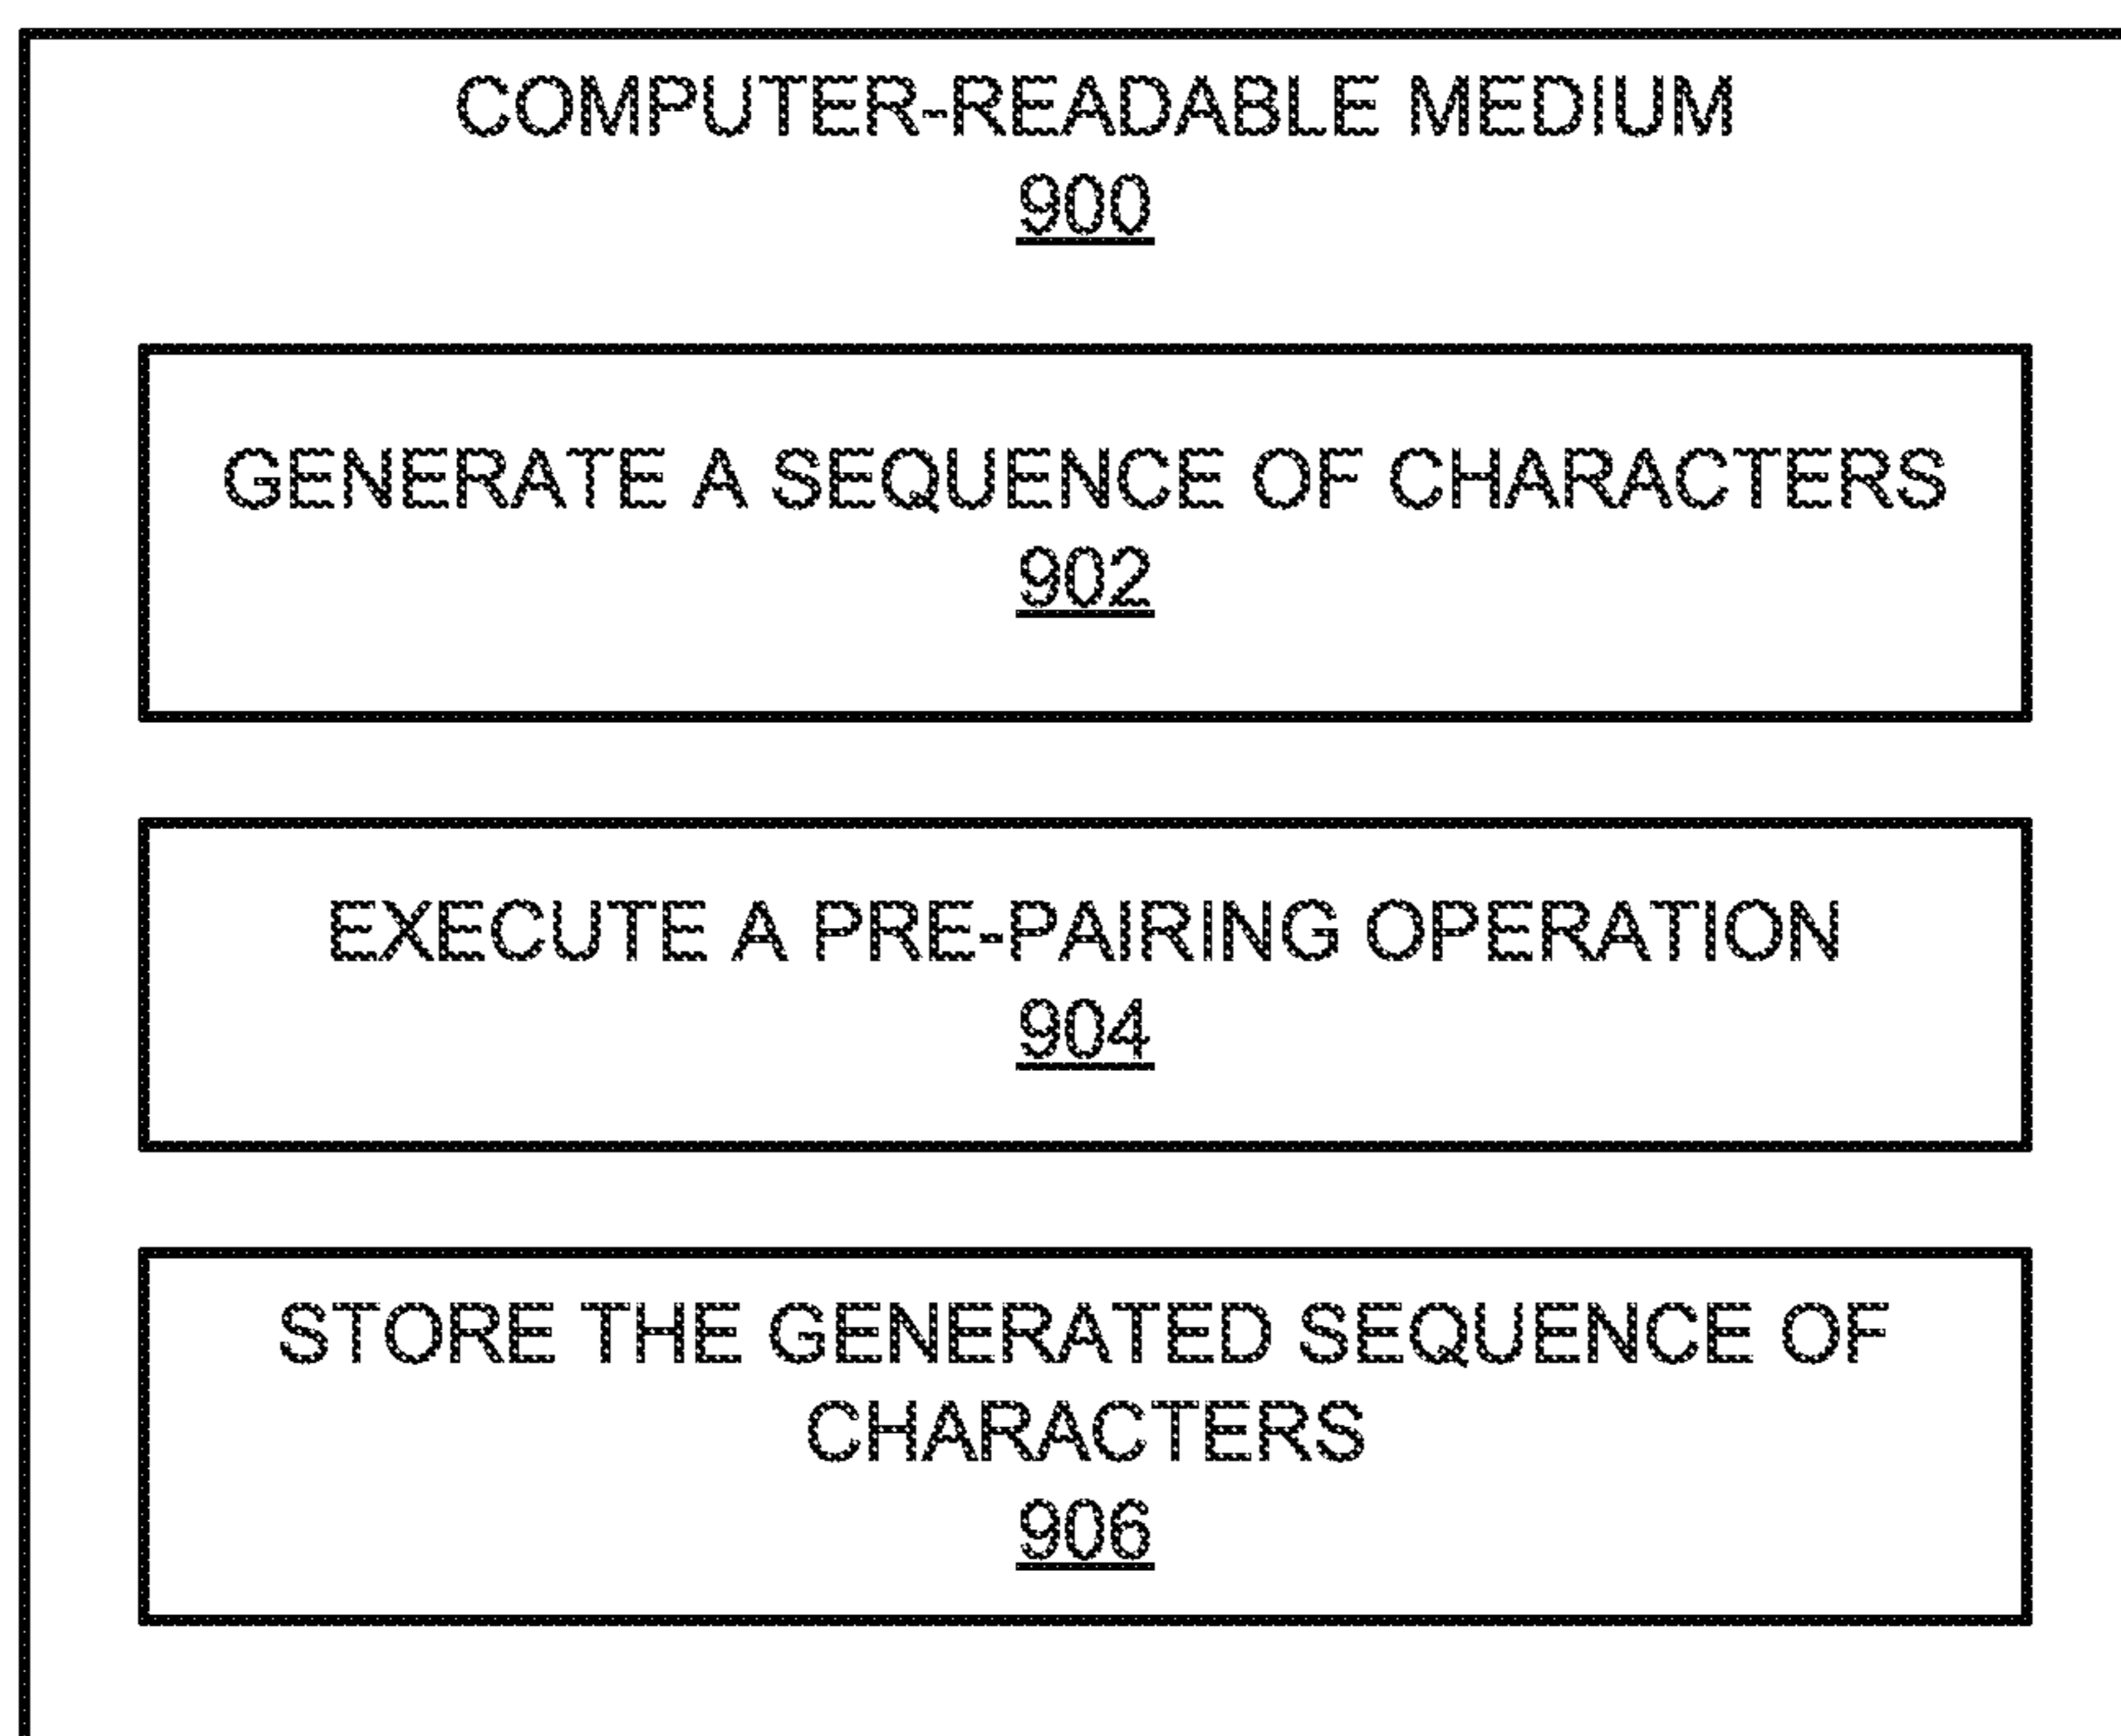 COMPUTER-READABLE MEDIUM
900
GENERATE A SEQUENCE OF CHARACTERS
902
EXECUTE A PRE-PAIRING OPERATION
904
STORE THE GENERATED SEQUENCE OF
CHARACTERS
906